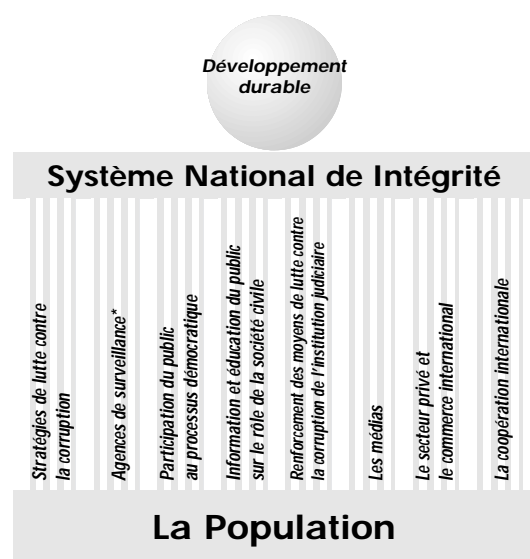 Développement
durable
Système National de Intégrité
Stratégies de lutte contre
la corruption
Agences de surveillance*
Participation du public
au processus démocratique
Information et éducation du public
sur le rôle de la société civile
Renforcement des moyens de lutte contre
la corruption de l'institution judiciaire
Les médias
Le secteur privé et
le commerce international
La coopération internationale
La Population